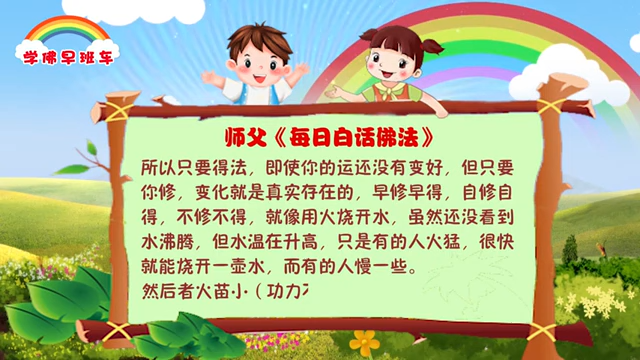 学佛早班车
师父《每日白话佛法》
所以只要得法，即使你的运还没有变好，但只要
你修，变化就是真实存在的，早修早得，自修自
得，不修不得，就像用火烧开水，虽然还没看到
水沸腾，但水温在升高，只是有的人火猛，很快
就能烧开一壶水，而有的人慢一些。
然后者火苗小（功力